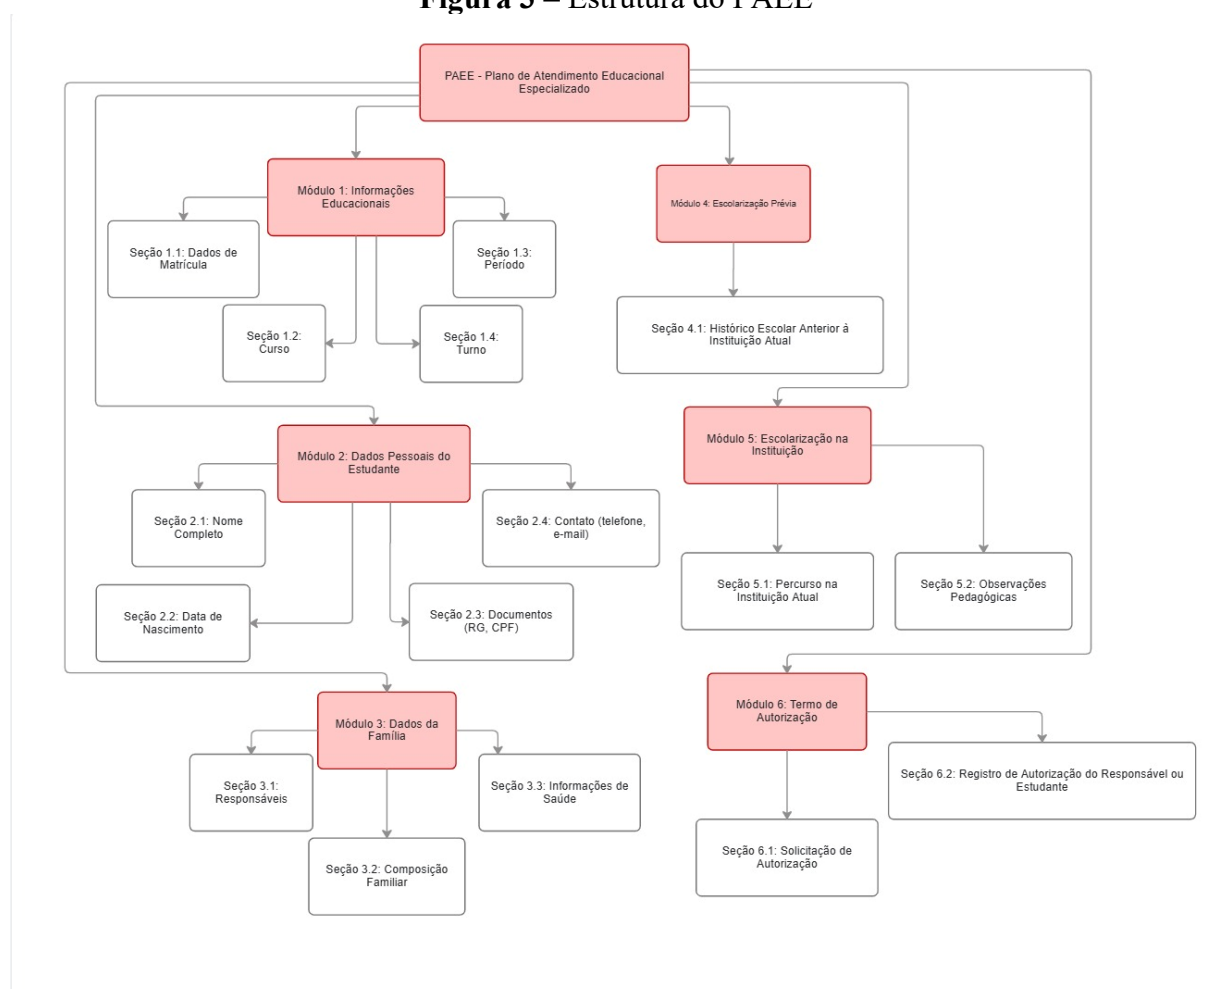 Figura 3 – Estrutura do PAEE
PAEE - Plano de Atendimento Educacional
Especializado
Módulo 1: Informações
Educacionais
Módulo 4: Escolarização Prévia
Seção 1.1: Dados de
Matrícula
Seção 1.3:
Período
Seção 1.2:
Curso
Seção 1.4:
Turno
Seção 4.1: Histórico Escolar Anterior à
Instituição Atual
Módulo 2: Dados Pessoais do
Estudante
Módulo 5: Escolarização na
Instituição
Seção 2.1: Nome
Completo
Seção 2.4: Contato (telefone,
e-mail)
Seção 2.2: Data de
Nascimento
Seção 2.3: Documentos
(RG, CPF)
Seção 5.1: Percurso na
Instituição Atual
Seção 5.2: Observações
Pedagógicas
Módulo 3: Dados da
Família
Módulo 6: Termo de
Autorização
Seção 3.1:
Responsáveis
Seção 3.3: Informações de
Saúde
Seção 3.2: Composição
Familiar
Seção 6.2: Registro de Autorização do Responsável ou
Estudante
Seção 6.1: Solicitação de
Autorização